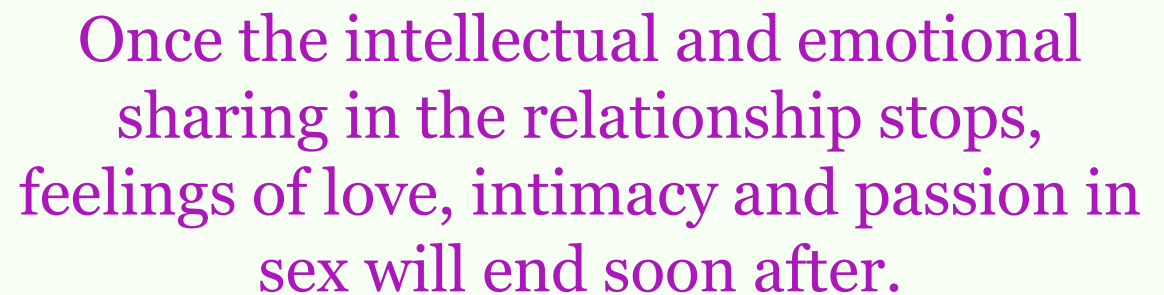 Once the intellectual and emotional
sharing in the relationship stops,
feelings of love, intimacy and passion in
sex will end soon after.